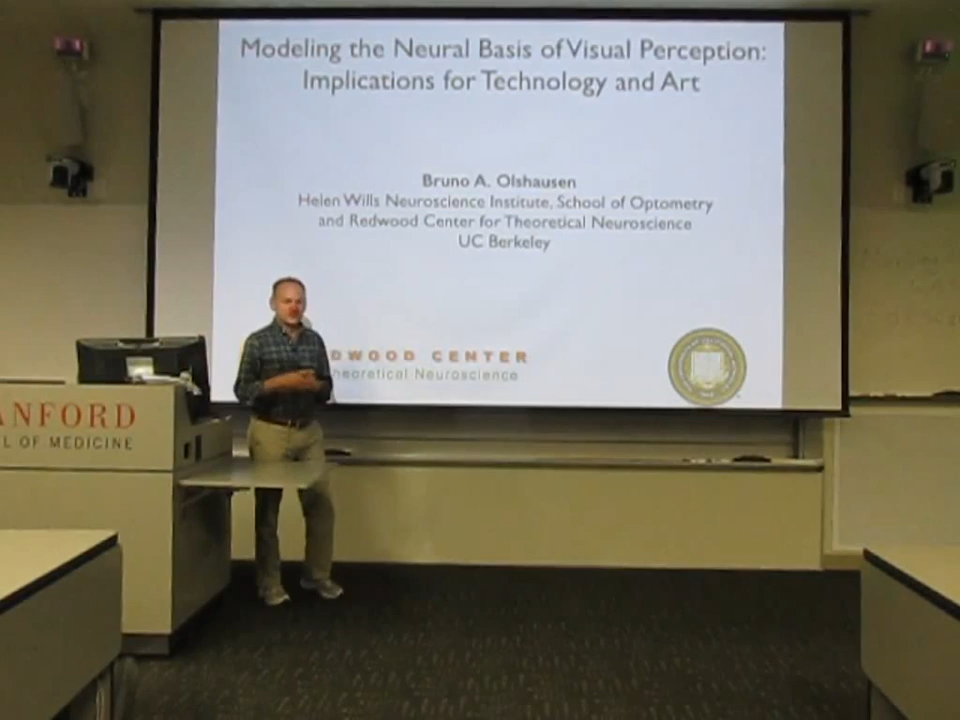 Modeling the Neural Basis of Visual Perception:
Implications for Technology and Art
Bruno A. Olshausen
Helen Wills Neuroscience Institute, School of Optometry
and Redwood Center for Theoretical Neuroscience
UC Berkeley
DWOOD CENTER
heoretical Neuroscience
ANFORD
L OF MEDICINE